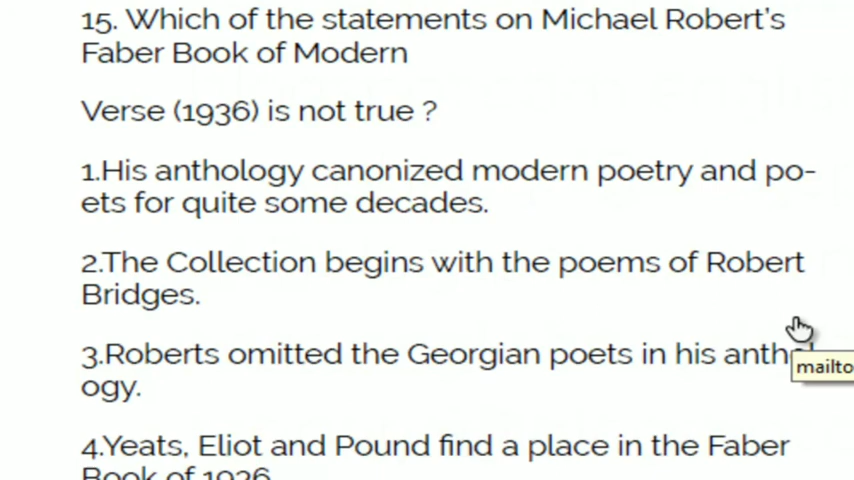 15. Which of the statements on Michael Robert's
Faber Book of Modern
Verse (1936) is not true ?
1.His anthology canonized modern poetry and po-
ets for quite some decades.
2.The Collection begins with the poems of Robert
Bridges.
3.Roberts omitted the Georgian poets in his
ogy.
4.Yeats, Eliot and Pound find a place in the Faber
Book of 1936
mailto